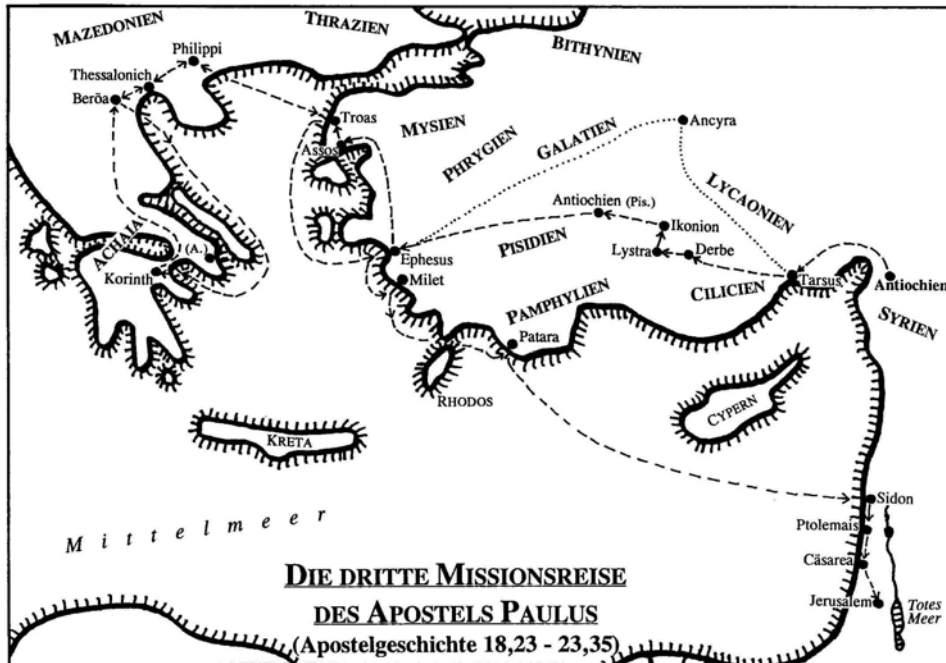 MAZEDONIEN
THRAZIEN
BITHYNIEN
Philippi
Thessalonich
Beröa
Troas
MYSIEN
Assos
PHRYGIEN
GALATIEN
Ancyra
LYCAONIEN
Antiochien (Pis.)
Ikonion
PISIDIEN
Lystra
Derbe
ACHAIA
(A.)
Korinth
Ephesus
Milet
CILICIEN
Tarsus
Antiochien
SYRIEN
PAMPHYLIEN
Patara
RHODOS
CYPERN
KRETA
Mittelmeer
Sidon
Ptolemais
Cäsarea
Jerusalem
Totes
Meer
DIE DRITTE MISSIONSREISE
DES APOSTELS PAULUS
(Apostelgeschichte 18,23 - 23,35)